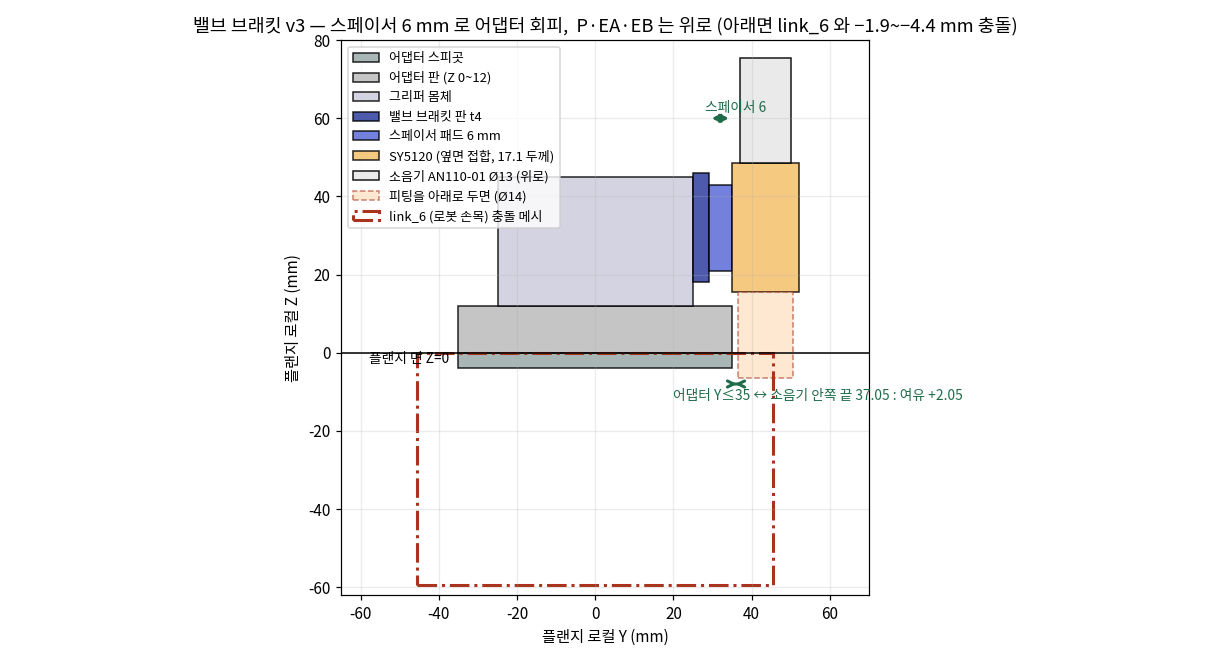 밸브 브래킷 v3 — 스페이서 6 mm 로 어댑터 회피, P·EA·EB 는 위로 (아래면 link_6 와 −1.9~−4.4 mm 충돌)
어댑터 스피곳
어댑터 판 (Z 0~12)
그리퍼 몸체
밸브 브래킷 판 t4
스페이서 패드 6 mm
SY5120 (옆면 접합, 17.1 두께)
소음기 AN110-01 Ø13 (위로)
피팅을 아래로 두면 (Ø14)
link_6 (로봇 손목) 충돌 메시
스페이서 6
플랜지 면 Z=0
어댑터 Y≤35 ↔ 소음기 안쪽 끝 37.05 : 여유 +2.05
플랜지 로컬 Z (mm)
80
60
40
20
0
-20
-40
-60
-60 -40 -20 0 20 40 60
플랜지 로컬 Y (mm)